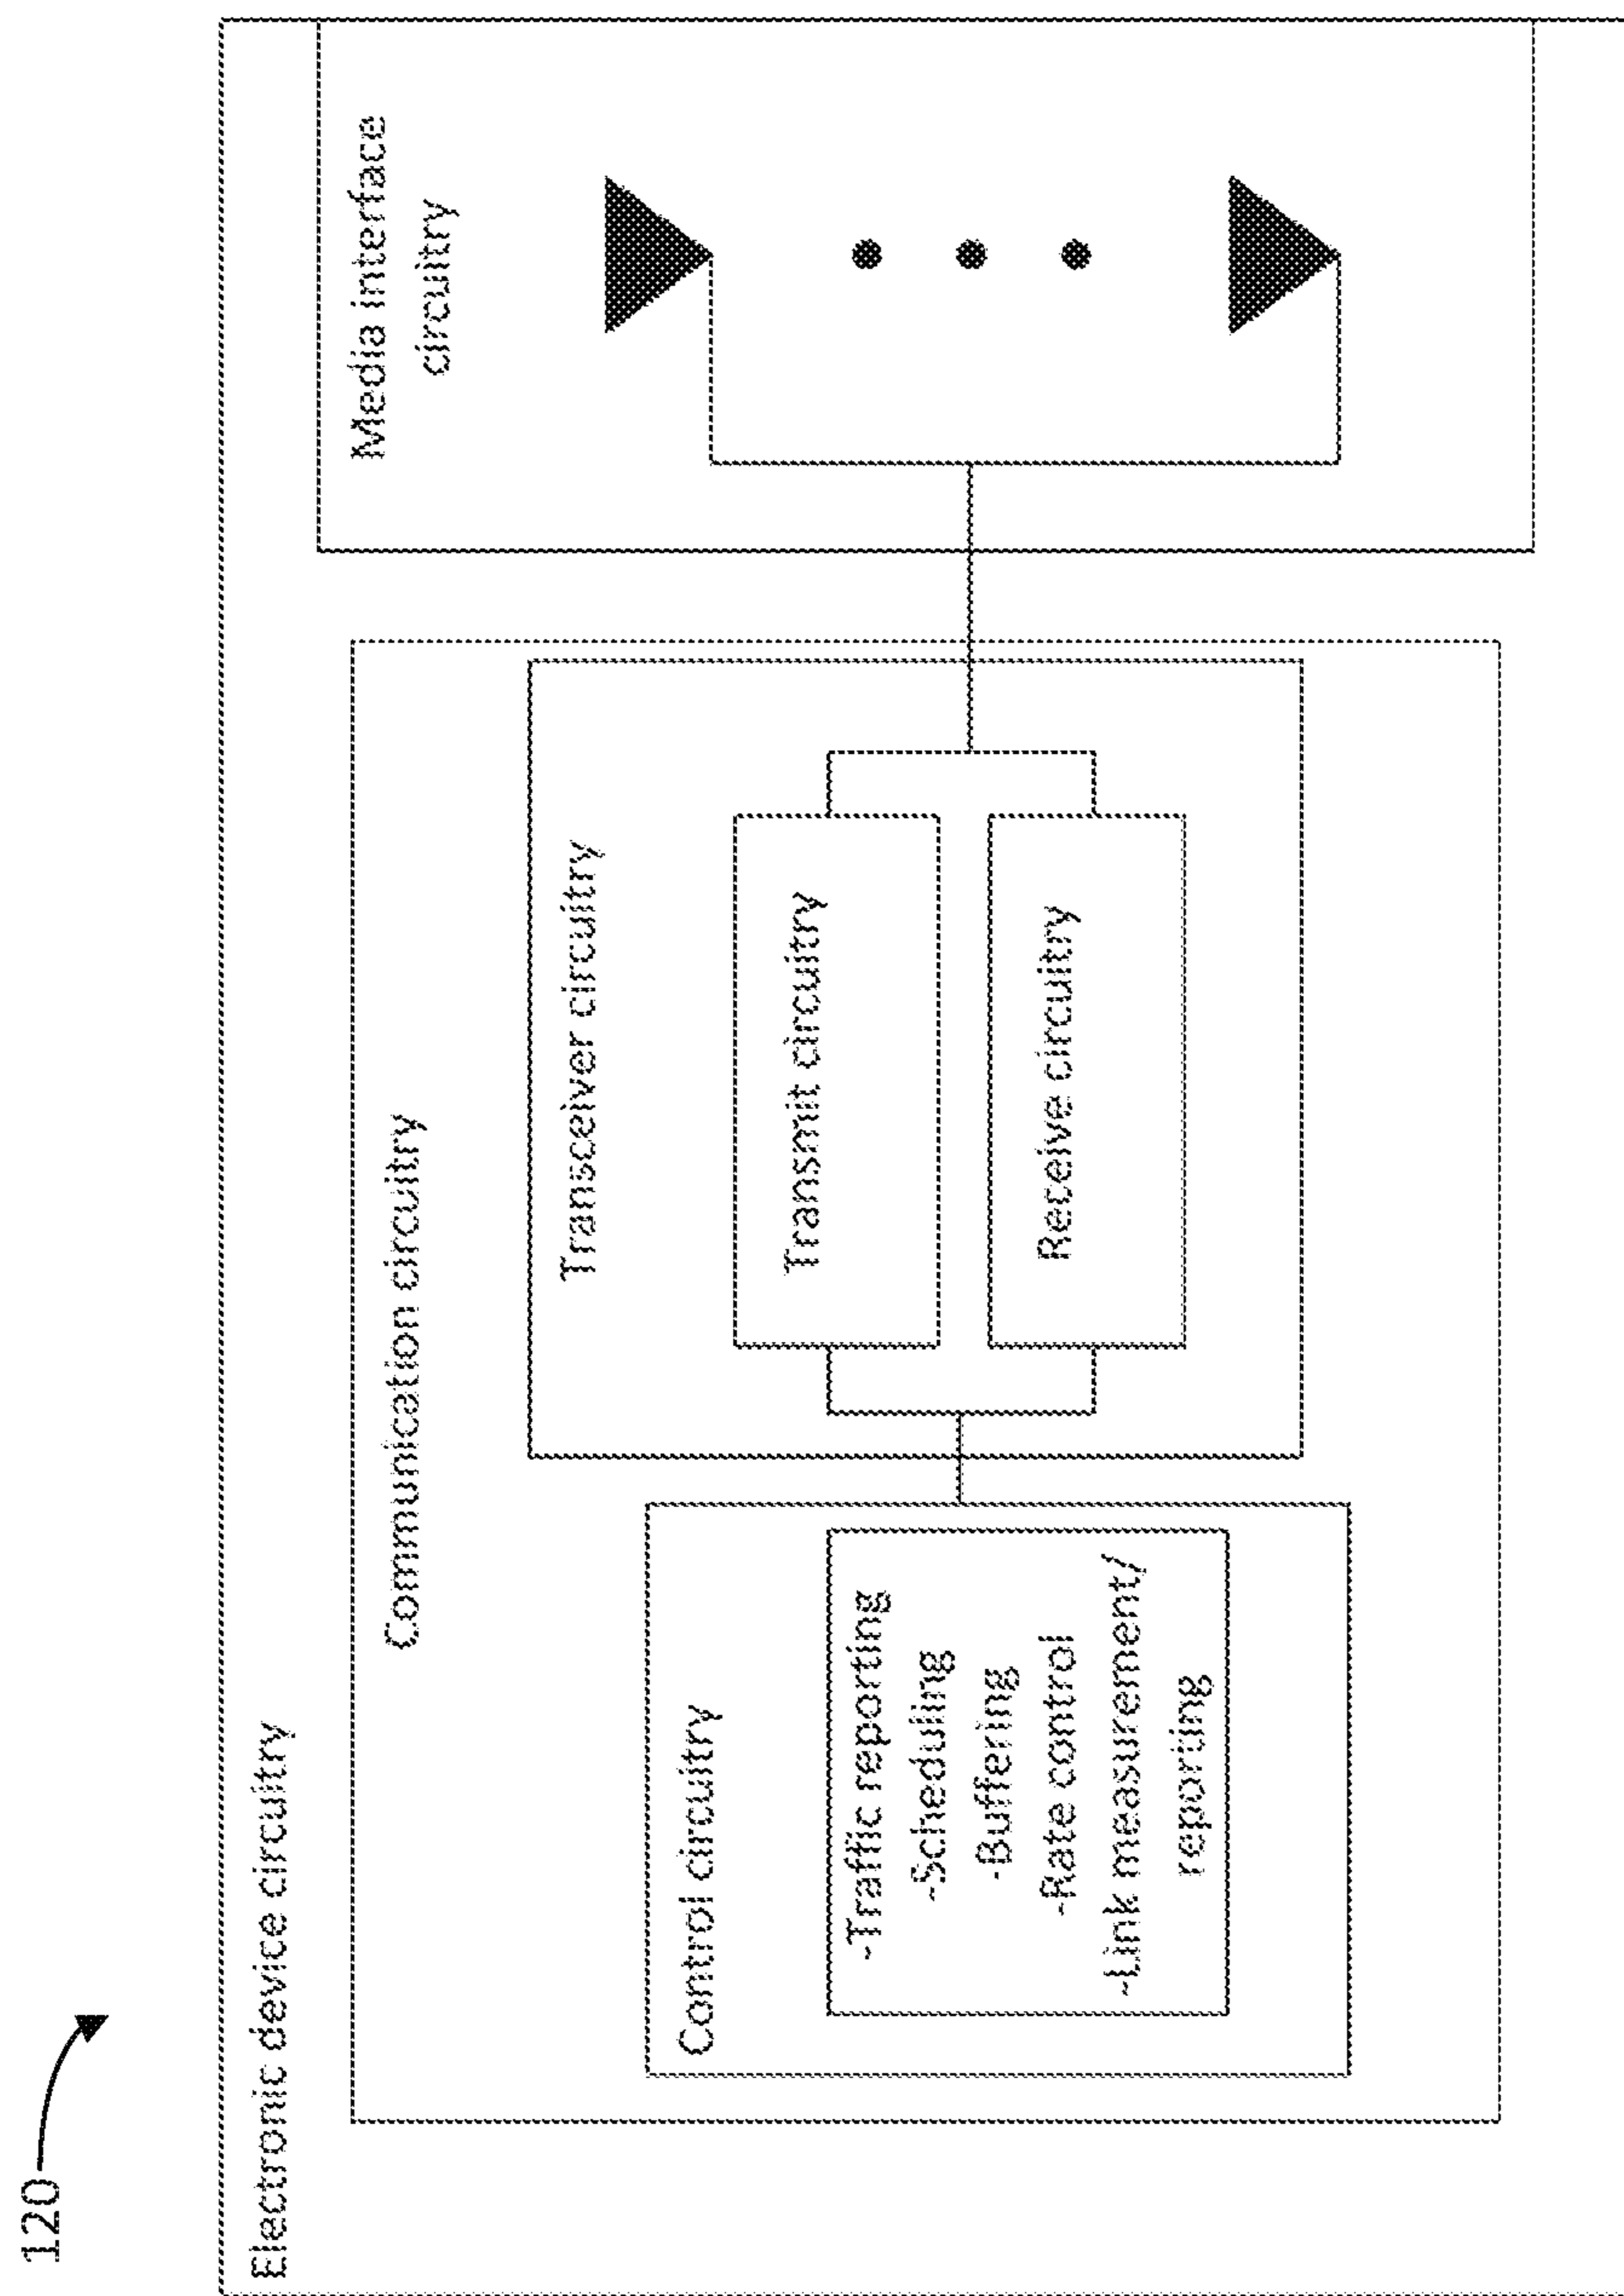 120
Electronic device circuitry
Communication circuitry
Control circuitry
-Traffic reporting
-Scheduling
-Buffering
-Rate control
-Link measurement/
reporting
Transceiver circuitry
Transmit circuitry
Receive circuitry
Media interface
circuitry